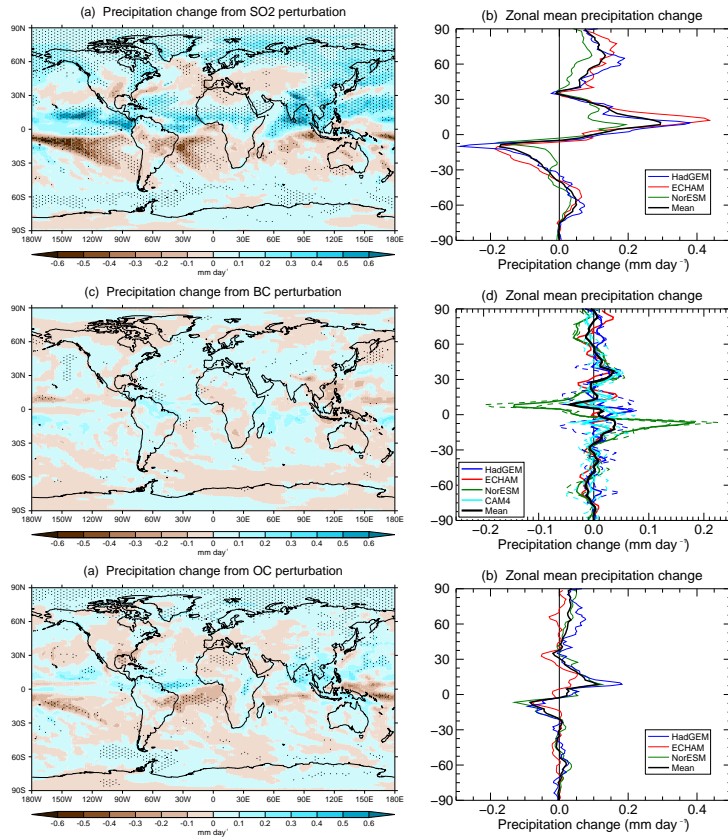 (a) Precipitation change from SO2 perturbation
90N
60N
30N
0
30S
60S
90S
180W 150W 120W 90W 60W 30W 0 30E 60E 90E 120E 150E 180E
-0.6 -0.5 -0.4 -0.3 -0.2 -0.1 0 0.1 0.2 0.3 0.4 0.5 0.6
mm day⁻
(b) Zonal mean precipitation change
90
60
30
0
−30
−60
−90
HadGEM
ECHAM
NorESM
Mean
−0.2 0.0 0.2 0.4
Precipitation change (mm day⁻¹)
(c) Precipitation change from BC perturbation
90N
60N
30N
0
30S
60S
90S
180W 150W 120W 90W 60W 30W 0 30E 60E 90E 120E 150E 180E
-0.6 -0.5 -0.4 -0.3 -0.2 -0.1 0 0.1 0.2 0.3 0.4 0.5 0.6
mm day⁻
(d) Zonal mean precipitation change
90
60
30
0
−30
−60
−90
HadGEM
ECHAM
NorESM
CAM4
Mean
−0.2 −0.1 0.0 0.1 0.2
Precipitation change (mm day⁻¹)
(a) Precipitation change from OC perturbation
90N
60N
30N
0
30S
60S
90S
180W 150W 120W 90W 60W 30W 0 30E 60E 90E 120E 150E 180E
-0.6 -0.5 -0.4 -0.3 -0.2 -0.1 0 0.1 0.2 0.3 0.4 0.5 0.6
mm day⁻
(b) Zonal mean precipitation change
90
60
30
0
−30
−60
−90
HadGEM
ECHAM
NorESM
Mean
−0.2 0.0 0.2 0.4
Precipitation change (mm day⁻¹)